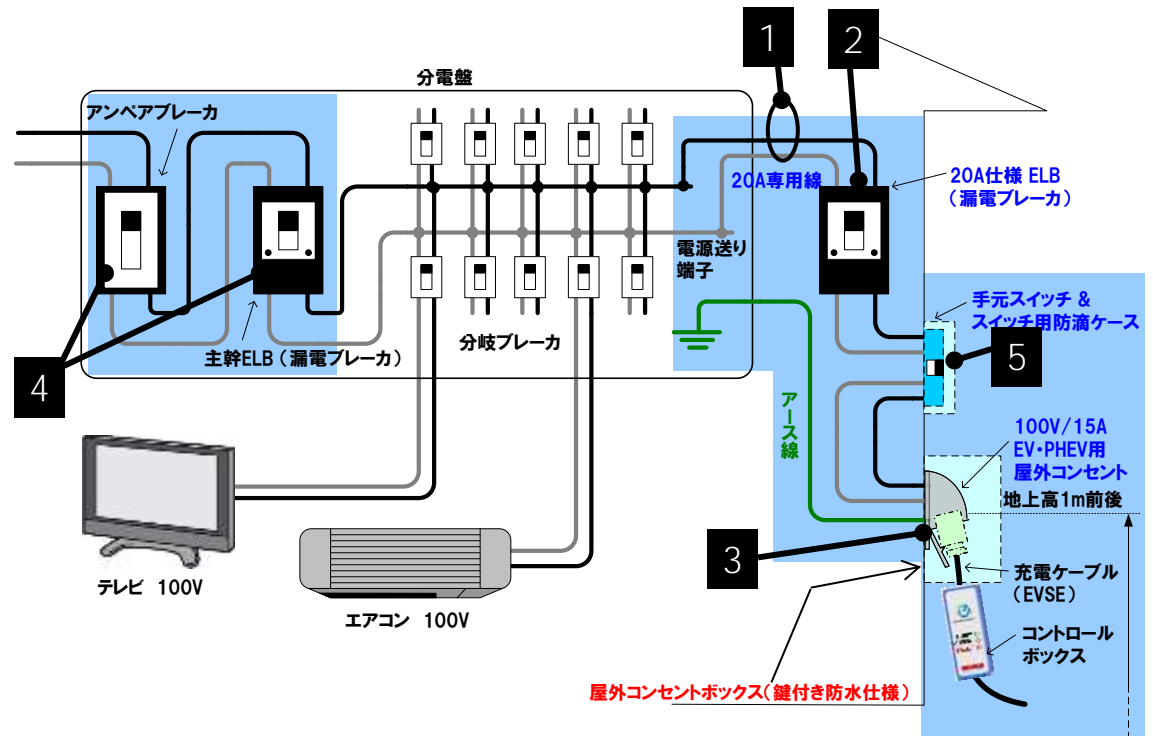 1
2
分電盤
アンペアブレーカ
20A専用線
20A仕様 ELB
(漏電ブレーカ)
電源送り
端子
手元スイッチ &
スイッチ用防滴ケース
主幹ELB(漏電ブレーカ)
分岐ブレーカ
4
5
アース線
100V/15A
EV・PHEV用
屋外コンセント
地上高1m前後
3
充電ケーブル
(EVSE)
テレビ 100V
エアコン 100V
コントロール
ボックス
屋外コンセントボックス(鍵付き防水仕様)